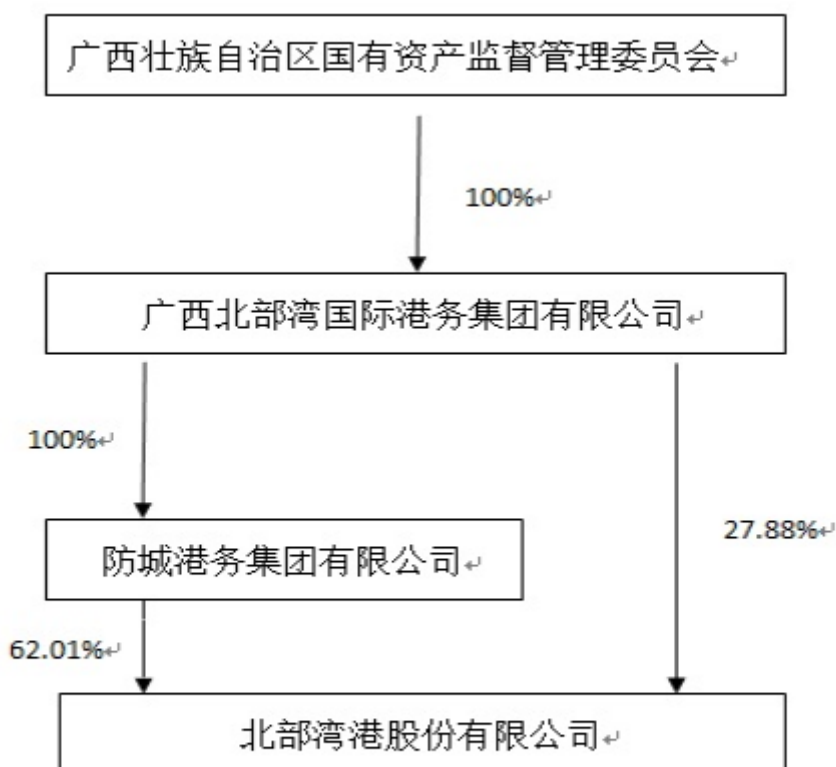 广西壮族自治区国有资产监督管理委员会
100%
广西北部湾国际港务集团有限公司
100%
27.88%
防城港务集团有限公司
62.01%
北部湾港股份有限公司